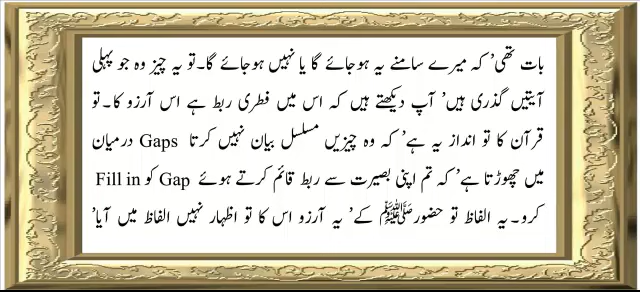 بات تھی' کہ میرے سامنے یہ ہوجائے گا یا نہیں ہوجائے گا۔تو یہ چیز وہ جو پہلی
آیتیں گذری ہیں' آپ دیکھتے ہیں کہ اس میں فطری ربط ہے اس آرزو کا۔تو
قرآن کا تو انداز یہ ہے' کہ وہ چیزیں مسلسل بیان نہیں کرتا Gaps درمیان
میں چھوڑتا ہے' کہ تم اپنی بصیرت سے ربط قائم کرتے ہوئے Gap کو Fill in
کرو۔یہ الفاظ تو حضورﷺ کے' یہ آرزو اس کا تو اظہار نہیں الفاظ میں آیا'